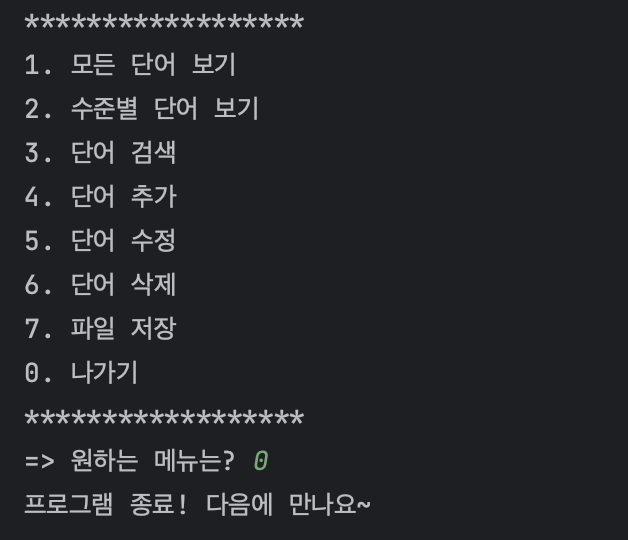 ******************
1. 모든 단어 보기
2. 수준별 단어 보기
3. 단어 검색
4. 단어 추가
5. 단어 수정
6. 단어 삭제
7. 파일 저장
0. 나가기
******************
=> 원하는 메뉴는? 0
프로그램 종료! 다음에 만나요~